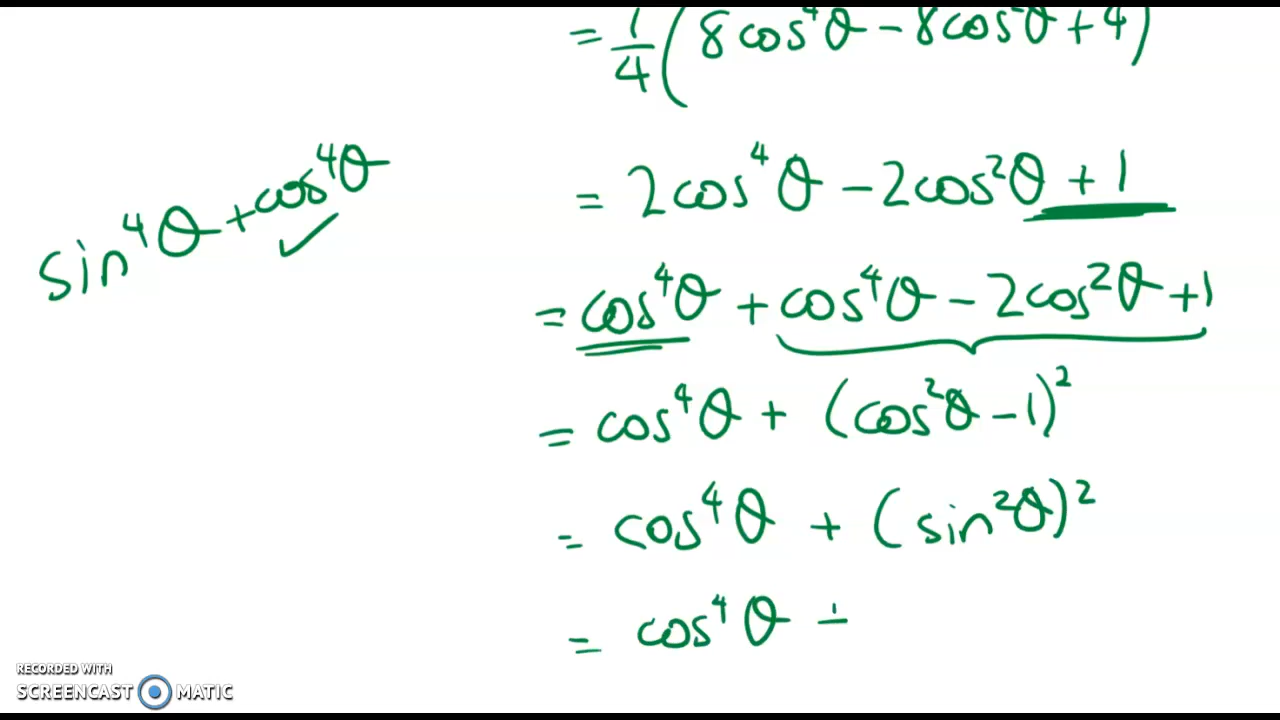 = 1/4 (8cos⁴θ - 8cos²θ + 4)
sin⁴θ + cos⁴θ ✓
= 2cos⁴θ - 2cos²θ + 1
= cos⁴θ + cos⁴θ - 2cos²θ + 1
= cos⁴θ + (cos²θ - 1)²
= cos⁴θ + (sin²θ)²
= cos⁴θ +
RECORDED WITH
SCREENCAST MATIC